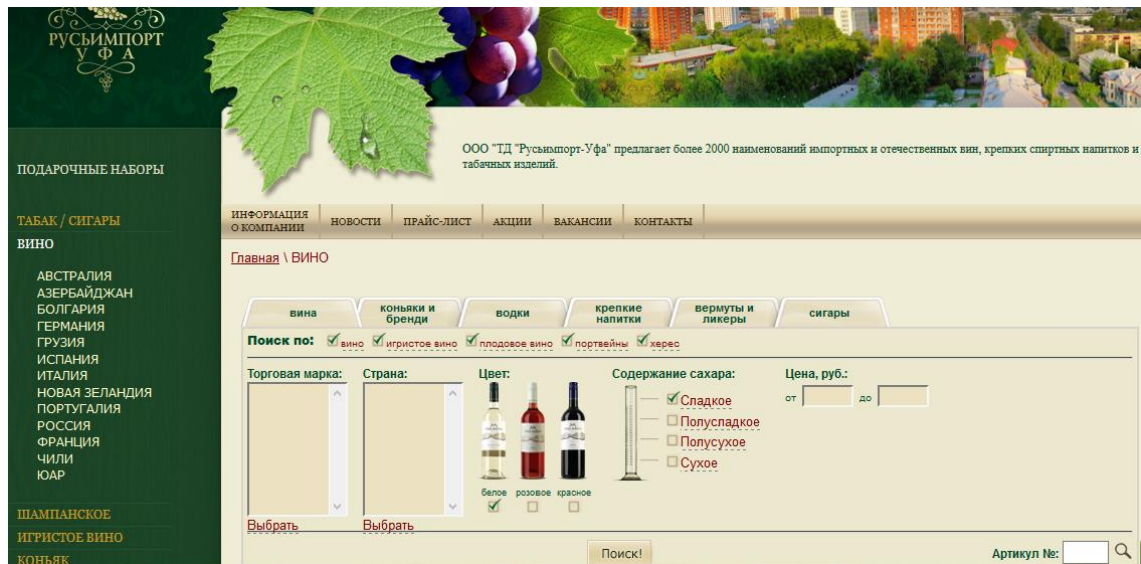 РУСЬИМПОРТ
УФА
ПОДАРОЧНЫЕ НАБОРЫ
ТАБАК / СИГАРЫ
ВИНО
АВСТРАЛИЯ
АЗЕРБАЙДЖАН
БОЛГАРИЯ
ГЕРМАНИЯ
ГРУЗИЯ
ИСПАНИЯ
ИТАЛИЯ
НОВАЯ ЗЕЛАНДИЯ
ПОРТУГАЛИЯ
РОССИЯ
ФРАНЦИЯ
ЧИЛИ
ЮАР
ШАМПАНСКОЕ
ИГРИСТОЕ ВИНО
КОНЬЯК
ООО "ТД "Русьимпорт-Уфа" предлагает более 2000 наименований импортных и отечественных вин, крепких спиртных напитков и
табачных изделий.
ИНФОРМАЦИЯ
О КОМПАНИИ
НОВОСТИ ПРАЙС-ЛИСТ АКЦИИ ВАКАНСИИ КОНТАКТЫ
Главная \ ВИНО
вина
коньяки и
бренди
водки
крепкие
напитки
вермуты и
ликеры
сигары
Поиск по: вино игристое вино плодовое вино портвейны херес
Торговая марка: Страна: Цвет: Содержание сахара: Цена, руб.:
от до
Сладкое
Полусладкое
Полусухое
Сухое
белое розовое красное
Выбрать Выбрать
Поиск!
Артикул №: